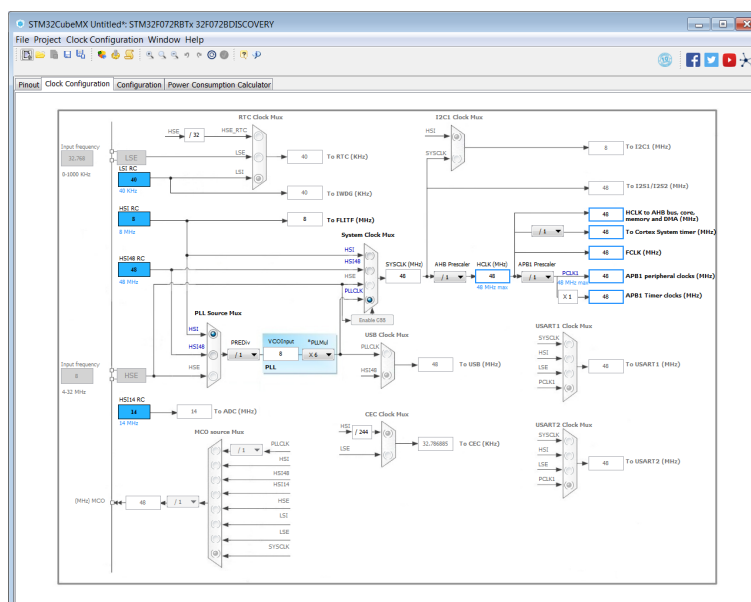 STM32CubeMX Untitled*: STM32F072RBTx 32F072BDISCOVERY
File Project Clock Configuration Window Help
Pinout Clock Configuration Configuration Power Consumption Calculator
RTC Clock Mux
HSE / 32 HSE_RTC
Input frequency
32.768
0-1000 KHz
LSE
LSE
40 To RTC (KHz)
LSI RC
40
40 KHz
LSI
40 To IWDG (KHz)
I2C1 Clock Mux
HSI
SYSCLK
8 To I2C1 (MHz)
48 To I2S1/I2S2 (MHz)
HSI RC
8
8 MHz
8 To FLITF (MHz)
System Clock Mux
HSI
HSI48
HSE
PLLCLK
Enable CSS
HSI48 RC
48
48 MHz
SYSCLK (MHz)
48
AHB Prescaler
/ 1
HCLK (MHz)
48
48 MHz max
APB1 Prescaler
/ 1
PCLK1
48 MHz max
X 1
48 HCLK to AHB bus, core,
memory and DMA (MHz)
/ 1 48 To Cortex System timer (MHz)
48 FCLK (MHz)
48 APB1 peripheral clocks (MHz)
48 APB1 Timer clocks (MHz)
PLL Source Mux
HSI
HSI48
HSE
PREDiv
/ 1
VCOInput
8
*PLLMul
X 6
PLL
Input frequency
8
4-32 MHz
HSE
USB Clock Mux
PLLCLK
HSI48
48 To USB (MHz)
USART1 Clock Mux
SYSCLK
HSI
LSE
PCLK1
48 To USART1 (MHz)
HSI14 RC
14
14 MHz
14 To ADC (MHz)
CEC Clock Mux
HSI / 244
LSE
32.786885 To CEC (KHz)
USART2 Clock Mux
SYSCLK
HSI
LSE
PCLK1
48 To USART2 (MHz)
MCO source Mux
/ 1 PLLCLK
HSI
HSI48
HSI14
HSE
LSI
LSE
SYSCLK
(MHz) MCO 48 / 1